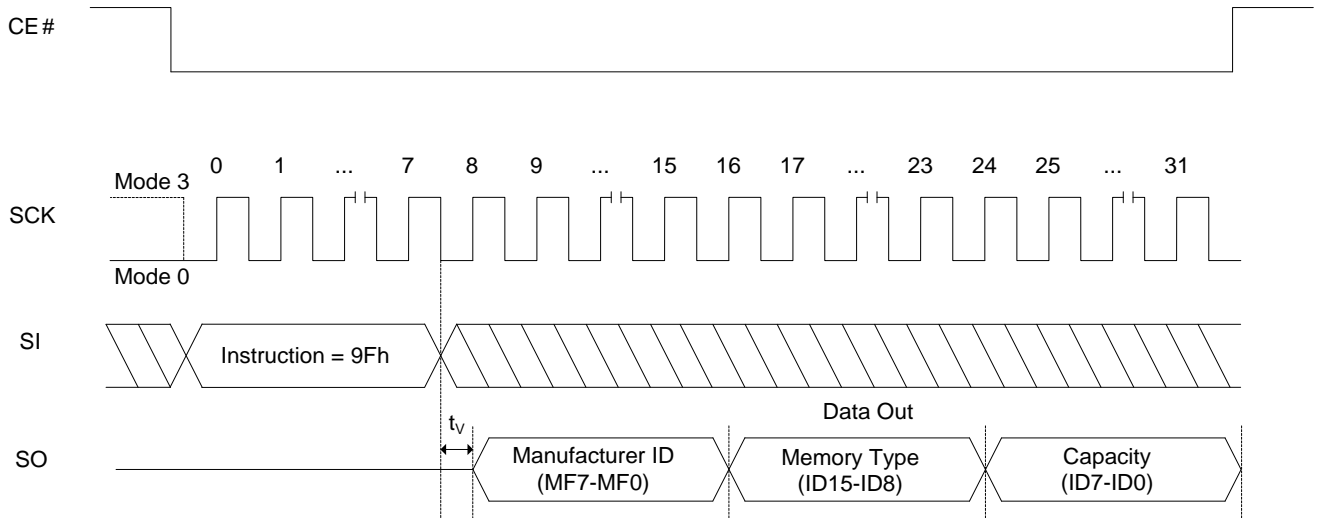 CE #
0 1 ... 7 8 9 ... 15 16 17 ... 23 24 25 ... 31
Mode 3
SCK
Mode 0
SI
Instruction = 9Fh
Data Out
tV
SO
Manufacturer ID
(MF7-MF0)
Memory Type
(ID15-ID8)
Capacity
(ID7-ID0)